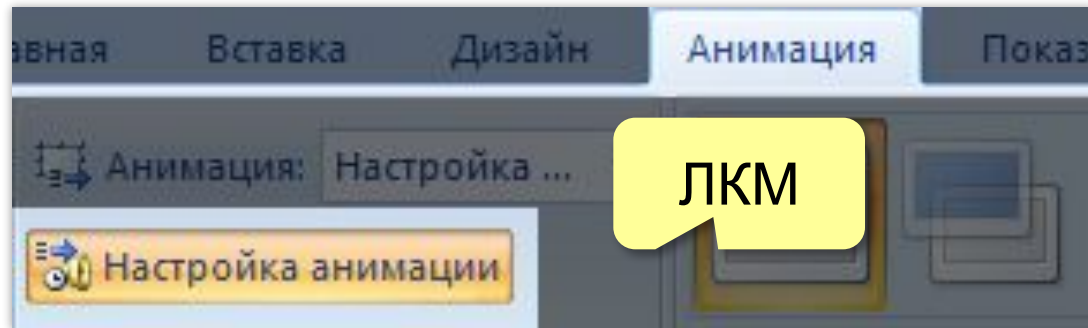 авная Вставка Дизайн Анимация Показ
Анимация: Настройка ...
ЛКМ
Настройка анимации